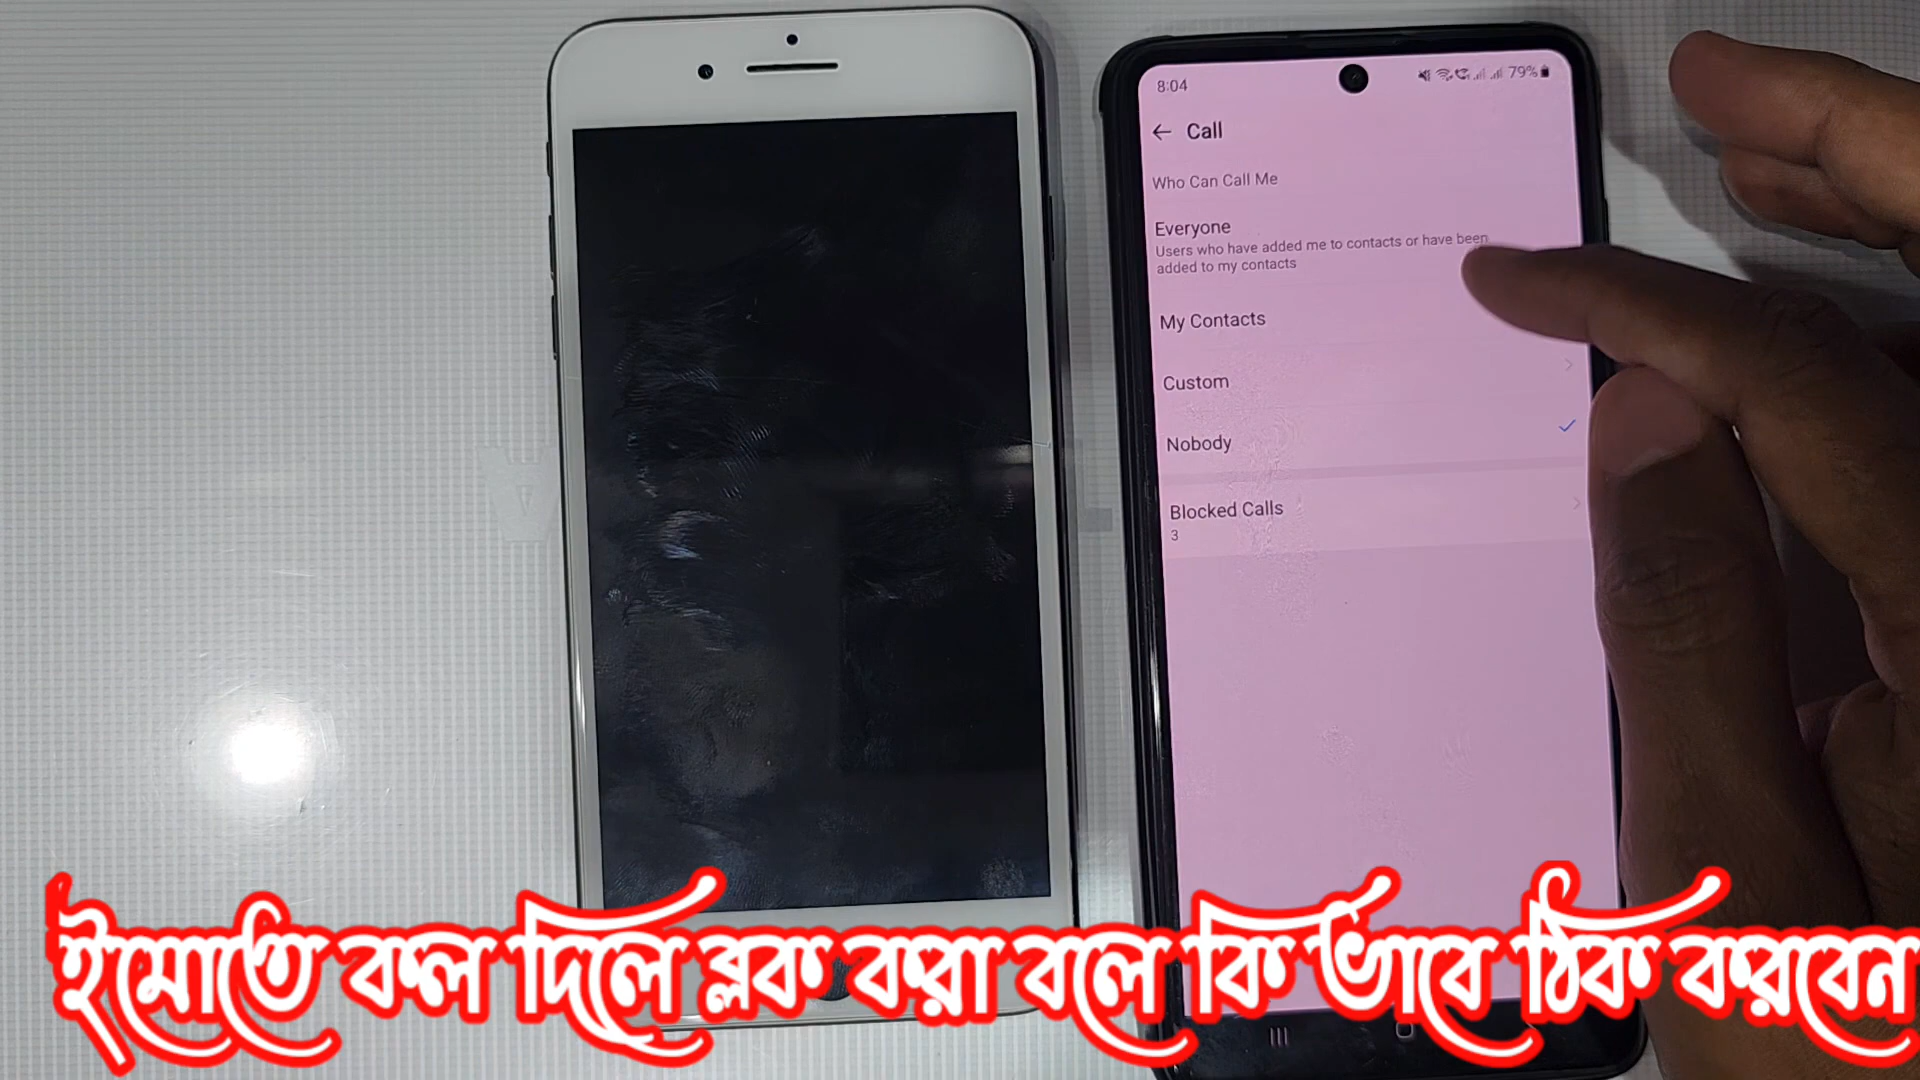 8:04
79%
Call
Who Can Call Me
Everyone
Users who have added me to contacts or have been
added to my contacts
My Contacts
Custom
Nobody
Blocked Calls
3
ইমোতে কল দিলে ব্লক করা বলে কি ভাবে ঠিক করবেন